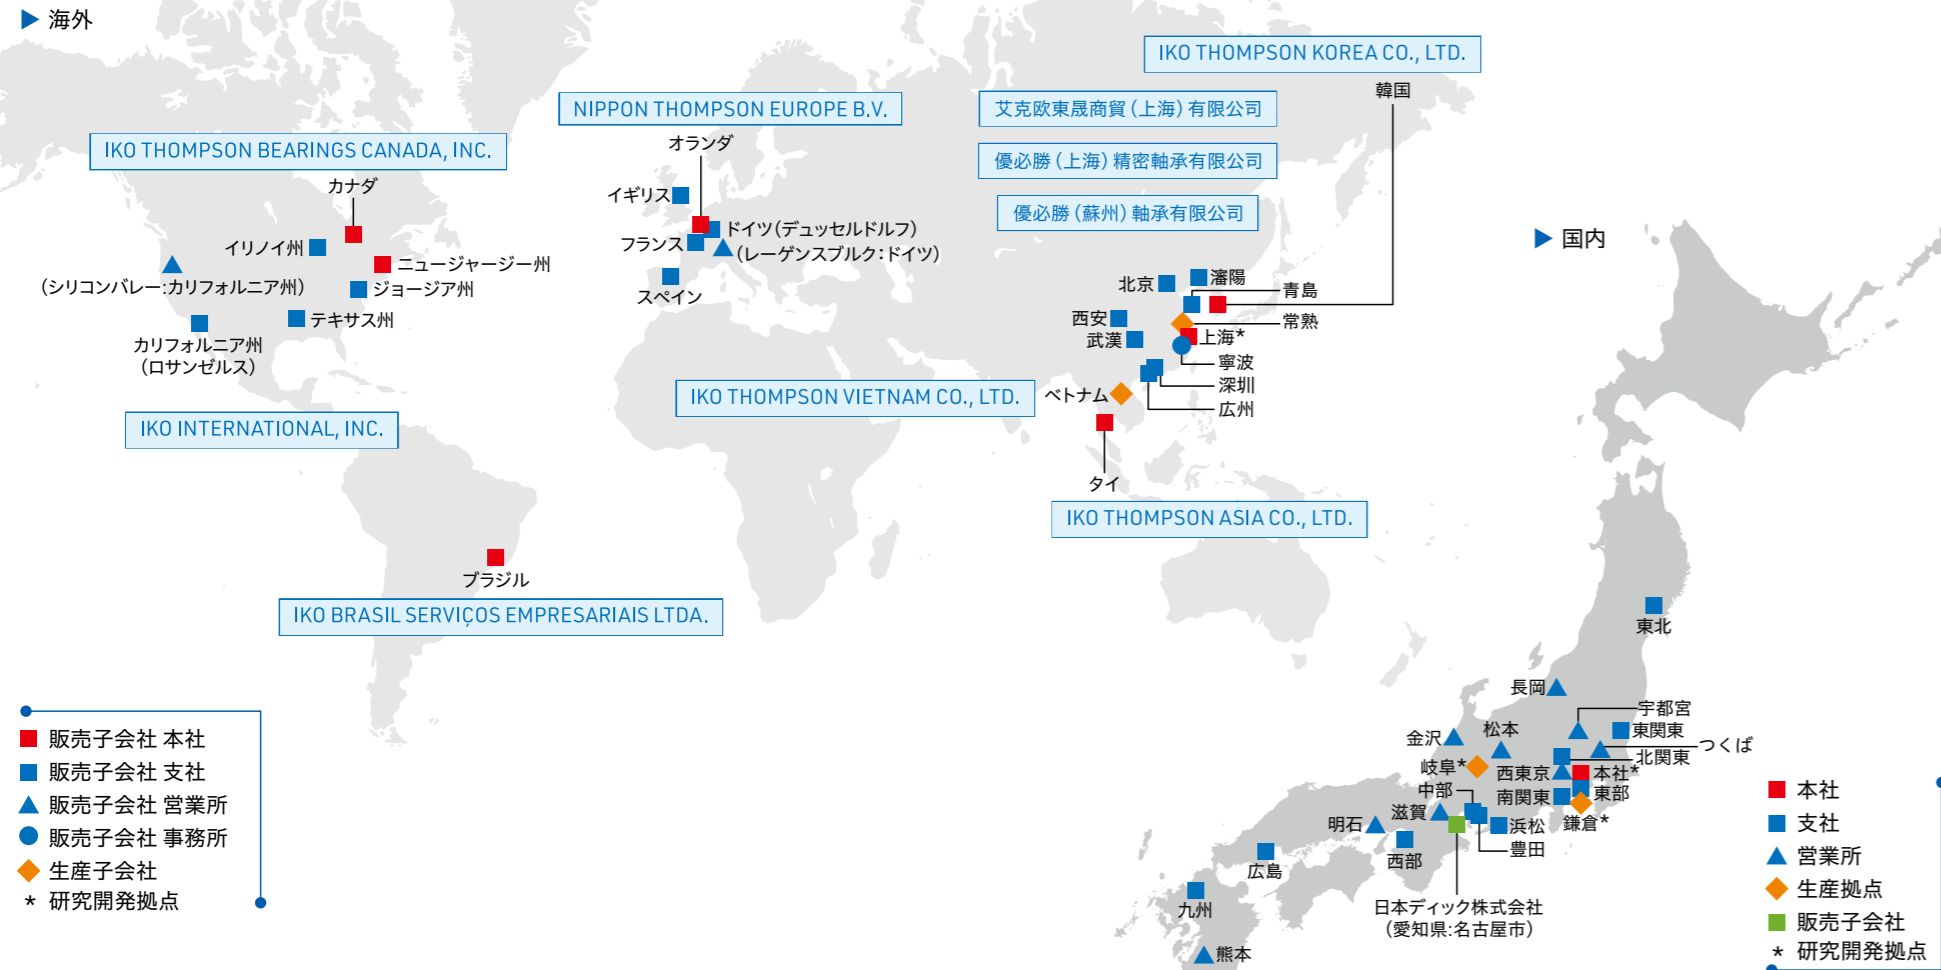 海外
IKO THOMPSON KOREA CO., LTD.
韓国
NIPPON THOMPSON EUROPE B.V.
艾克欧東晟商貿（上海）有限公司
オランダ
IKO THOMPSON BEARINGS CANADA, INC.
優必勝（上海）精密軸承有限公司
カナダ
イギリス
優必勝（蘇州）軸承有限公司
ドイツ（デュッセルドルフ）
フランス
（レーゲンスブルク：ドイツ）
スペイン
イリノイ州
ニュージャージー州
（シリコンバレー：カリフォルニア州）
ジョージア州
テキサス州
カリフォルニア州
（ロサンゼルス）
IKO INTERNATIONAL, INC.
北京
瀋陽
青島
西安
常熟
武漢
上海*
寧波
深圳
広州
IKO THOMPSON VIETNAM CO., LTD.
ベトナム
タイ
IKO THOMPSON ASIA CO., LTD.
ブラジル
IKO BRASIL SERVIÇOS EMPRESARIAIS LTDA.
販売子会社 本社
販売子会社 支社
販売子会社 営業所
販売子会社 事務所
生産子会社
* 研究開発拠点
国内
東北
長岡
宇都宮
金沢
松本
東関東
つくば
北関東
岐阜*
西東京
本社*
中部
南関東
東部
滋賀
鎌倉*
明石
浜松
豊田
西部
広島
九州
日本ディック株式会社
（愛知県:名古屋市）
熊本
本社
支社
営業所
生産拠点
販売子会社
* 研究開発拠点